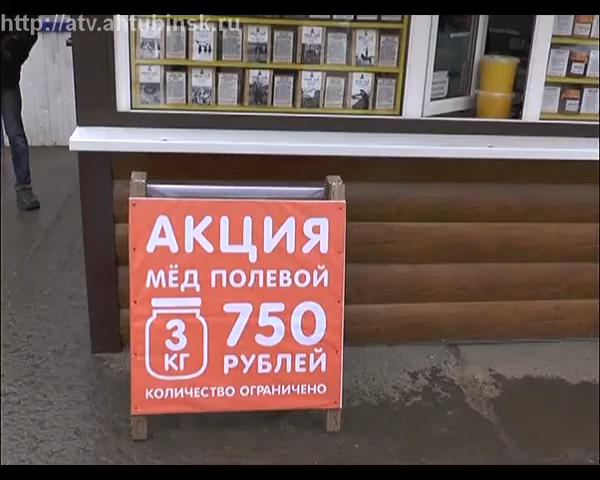 http://atv.ahtubinsk.ru
АКЦИЯ
МЁД ПОЛЕВОЙ
3 КГ
750
РУБЛЕЙ
КОЛИЧЕСТВО ОГРАНИЧЕНО